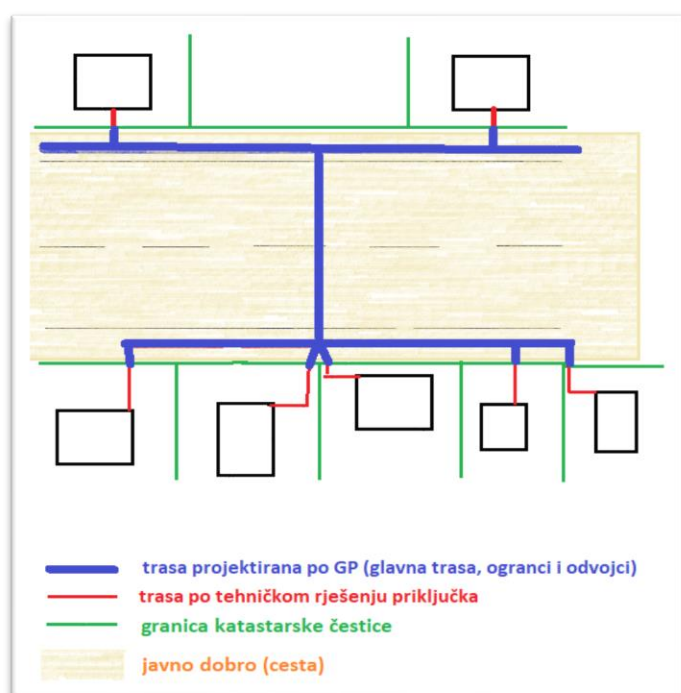 trasa projektirana po GP (glavna trasa, ogranci i odvojci)
trasa po tehničkom rješenju priključka
granica katastarske čestice
javno dobro (cesta)